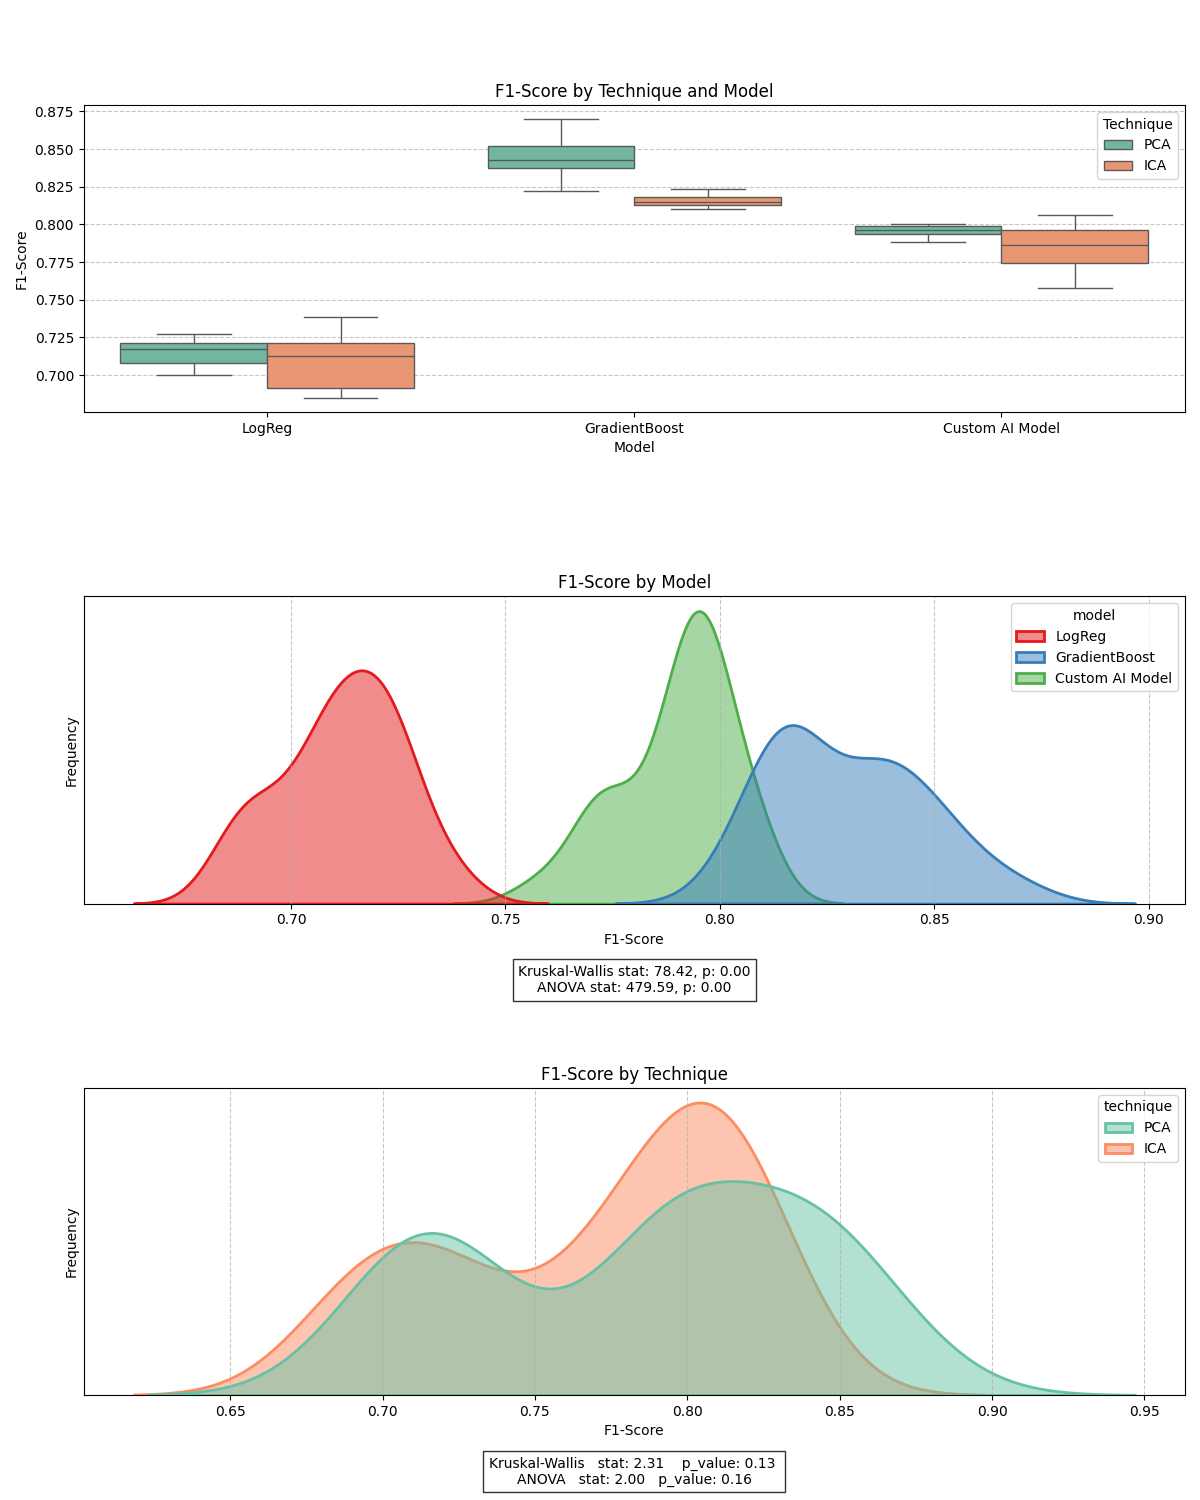 F1-Score by Technique and Model
0.875
0.850
0.825
0.800
0.775
0.750
0.725
0.700
F1-Score
Technique
PCA
ICA
LogReg
GradientBoost
Custom AI Model
Model
F1-Score by Model
Frequency
model
LogReg
GradientBoost
Custom AI Model
0.70
0.75
0.80
0.85
0.90
F1-Score
Kruskal-Wallis stat: 78.42, p: 0.00
ANOVA stat: 479.59, p: 0.00
F1-Score by Technique
Frequency
technique
PCA
ICA
0.65
0.70
0.75
0.80
0.85
0.90
0.95
F1-Score
Kruskal-Wallis   stat: 2.31    p_value: 0.13
ANOVA   stat: 2.00   p_value: 0.16